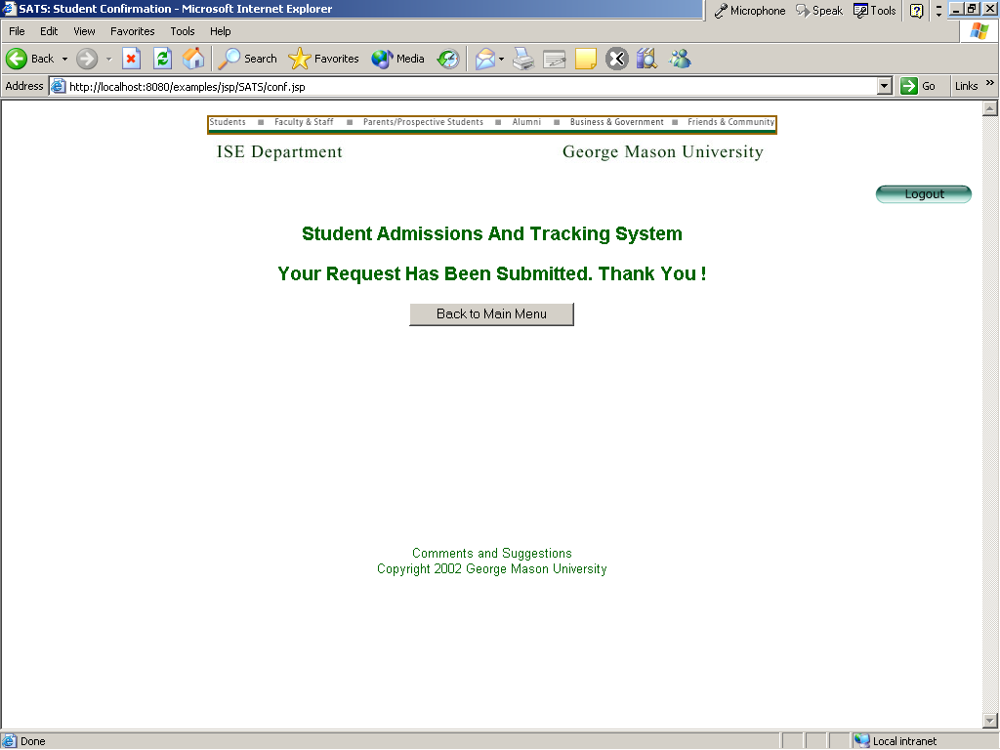 SATS: Student Confirmation - Microsoft Internet Explorer
Microphone Speak Tools
File Edit View Favorites Tools Help
Back Search Favorites Media
Address http://localhost:8080/examples/jsp/SATS/conf.jsp Go Links »
Students Faculty & Staff Parents/Prospective Students Alumni Business & Government Friends & Community
ISE Department George Mason University
Logout
Student Admissions And Tracking System
Your Request Has Been Submitted. Thank You !
Back to Main Menu
Comments and Suggestions
Copyright 2002 George Mason University
Done Local intranet